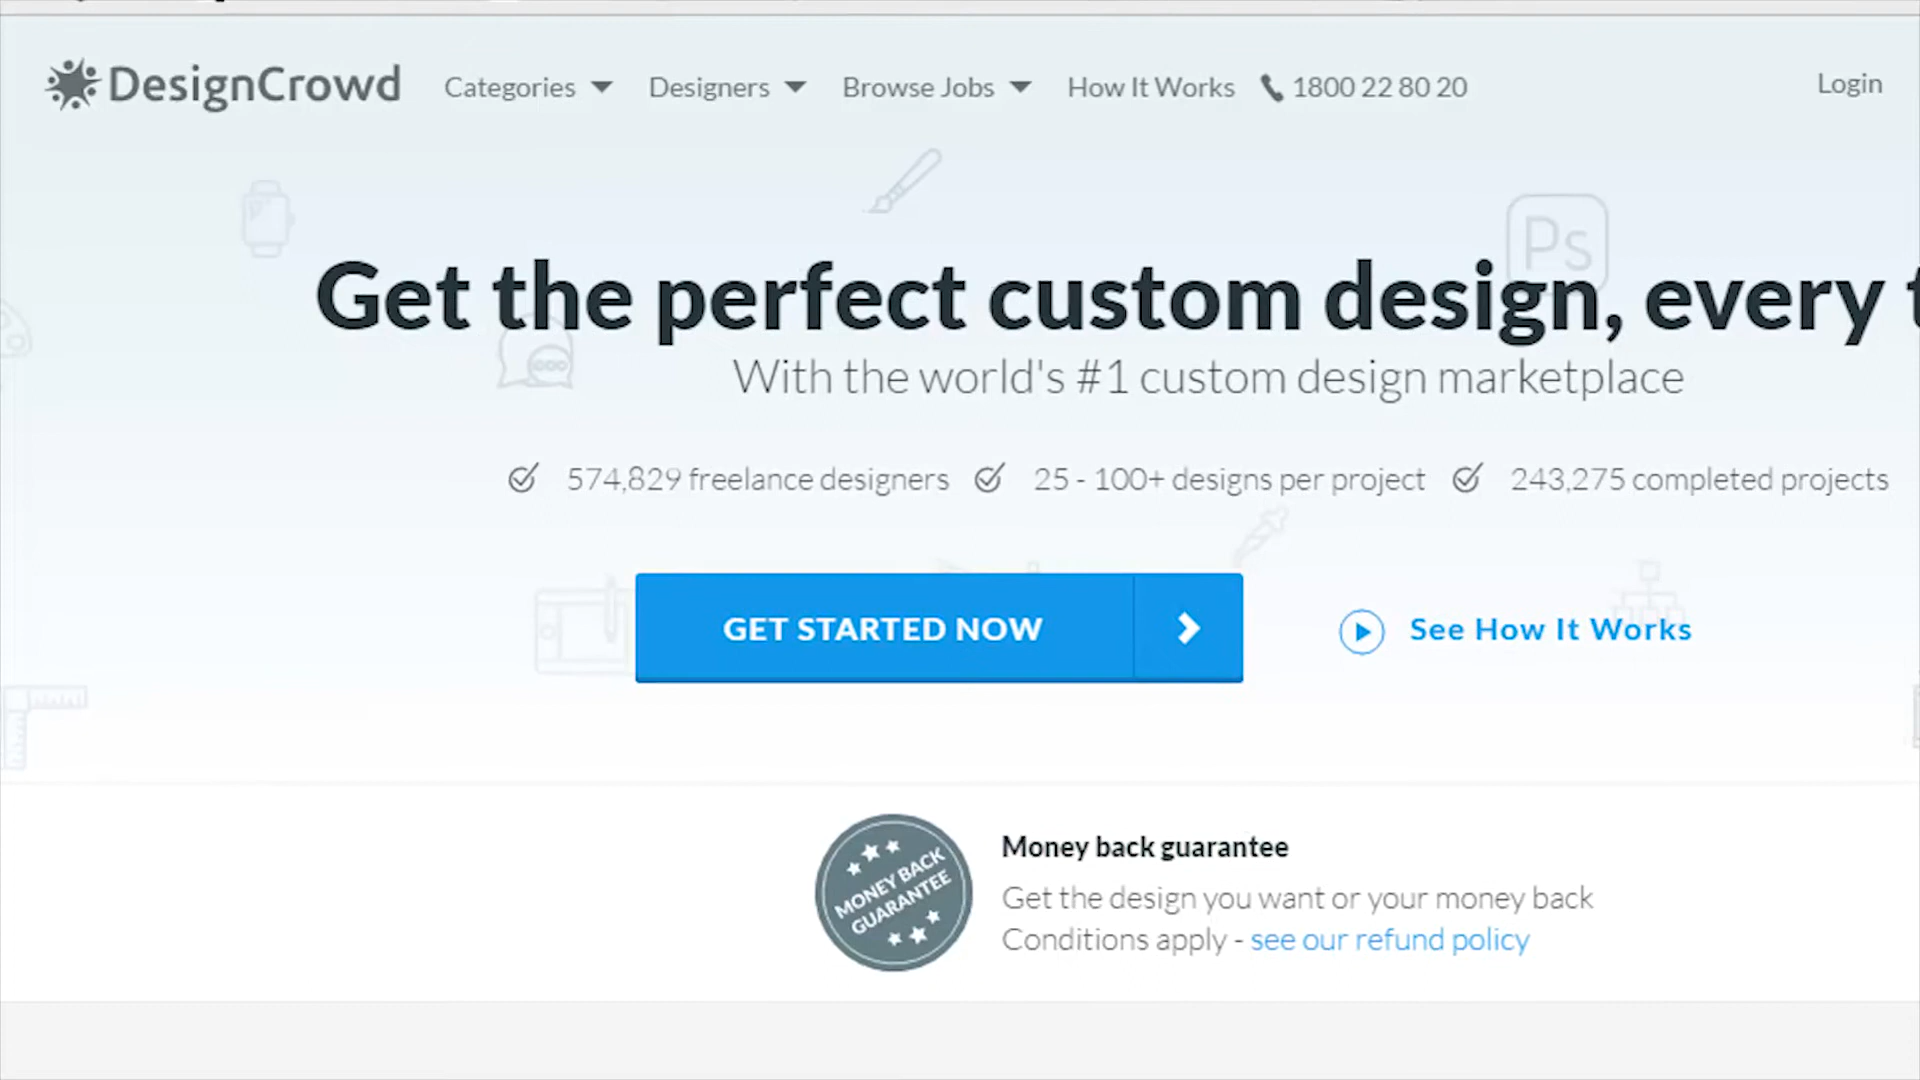 DesignCrowd Categories Designers Browse Jobs How It Works 1800 22 80 20 Login
Ps
Get the perfect custom design, every
With the world's #1 custom design marketplace
574,829 freelance designers 25 - 100+ designs per project 243,275 completed projects
GET STARTED NOW See How It Works
MONEY BACK
GUARANTEE
Money back guarantee
Get the design you want or your money back
Conditions apply - see our refund policy